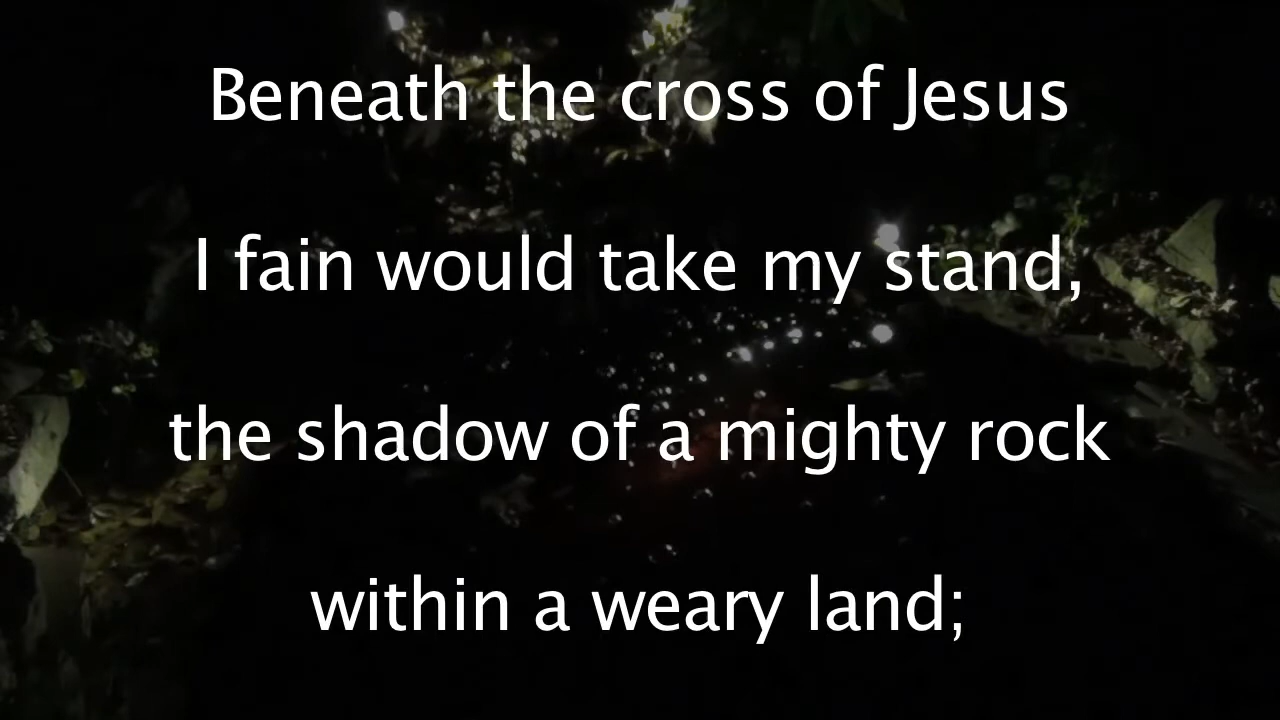 Beneath the cross of Jesus
I fain would take my stand,
the shadow of a mighty rock
within a weary land;